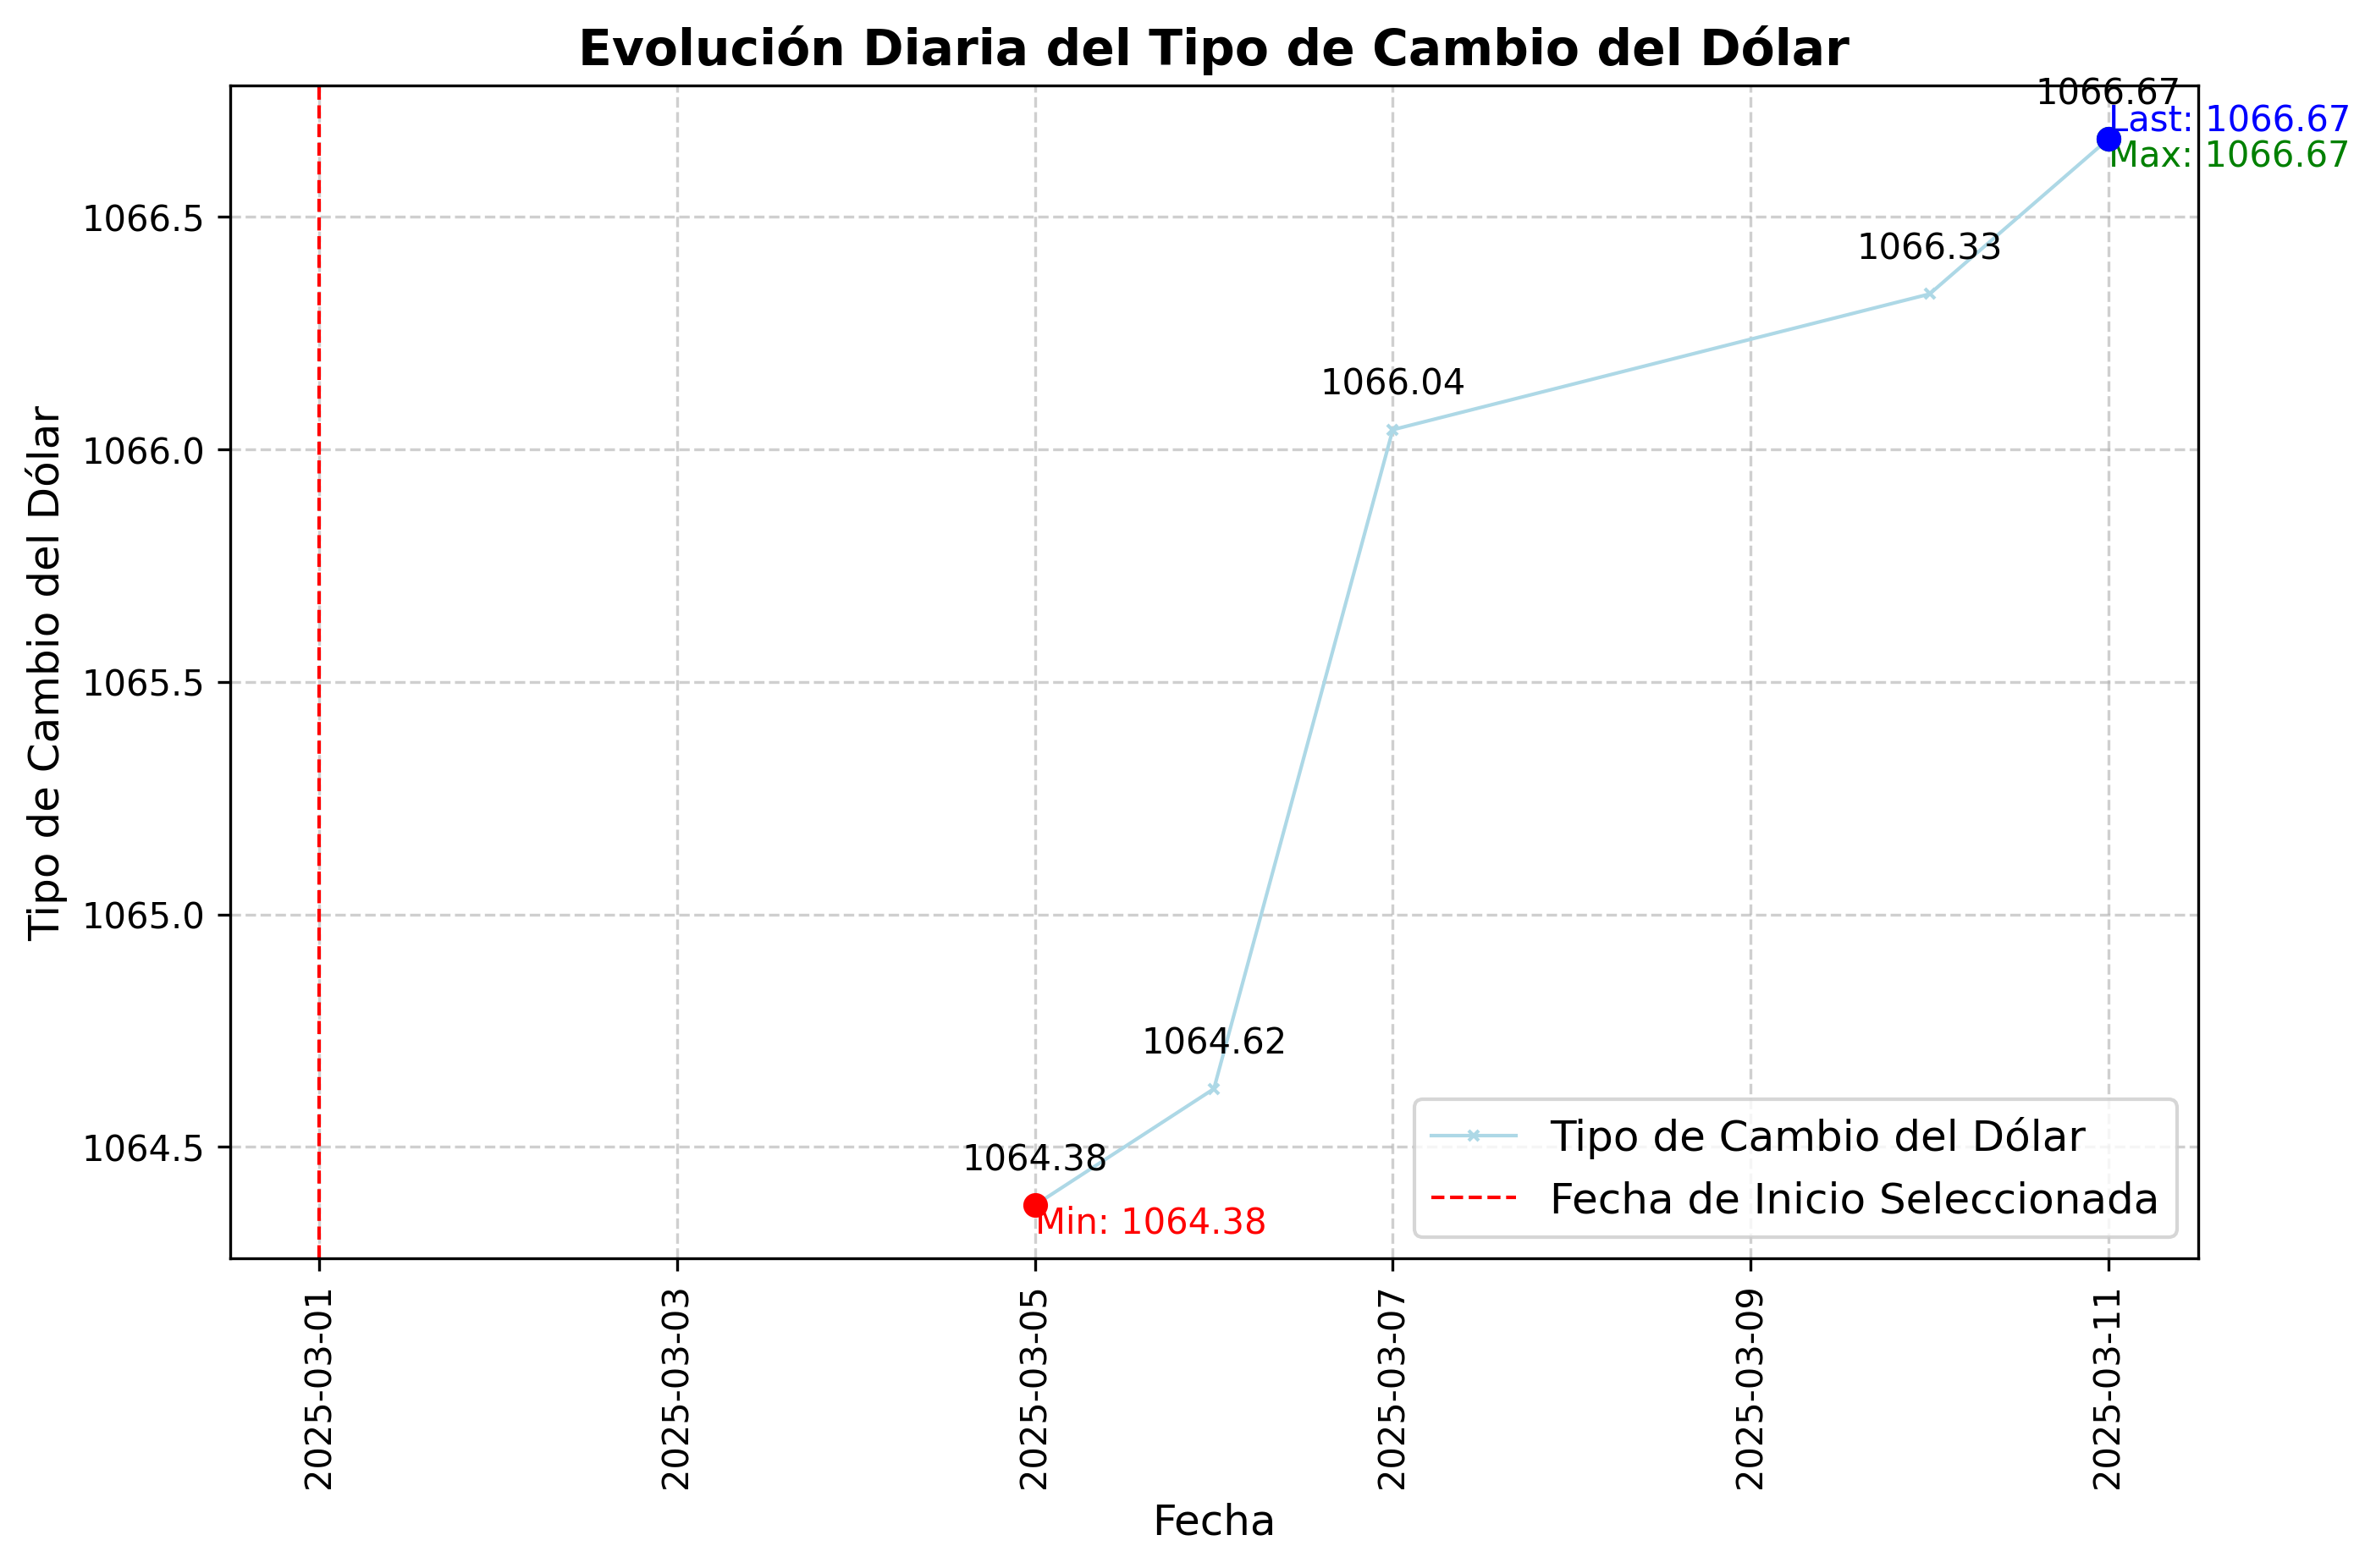 Evolución Diaria del Tipo de Cambio del Dólar
1066.67
Last: 1066.67
Max: 1066.67
1066.5
1066.33
1066.04
1066.0
Tipo de Cambio del Dólar
1065.5
1065.0
1064.62
1064.5
1064.38
Min: 1064.38
Tipo de Cambio del Dólar
Fecha de Inicio Seleccionada
2025-03-01
2025-03-03
2025-03-05
2025-03-07
2025-03-09
2025-03-11
Fecha